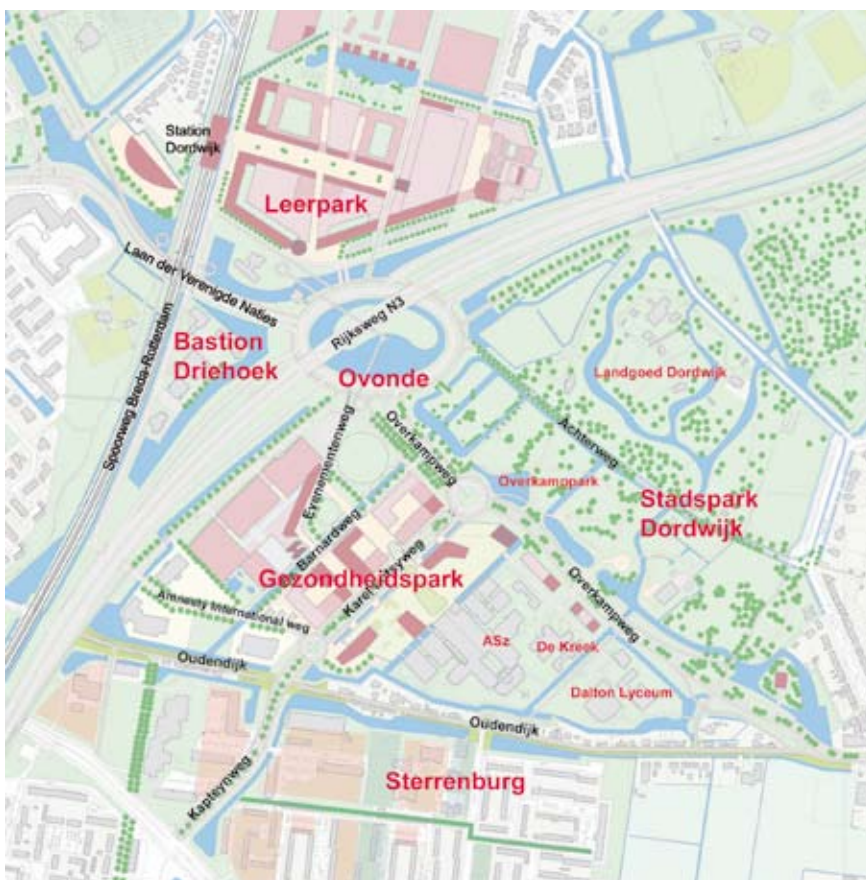 Station
Dordwijk
Leerpark
Laan der Verenigde Naties
Rijksweg N3
Spoorweg Breda-Rotterdam
Bastion
Driehoek
Ovonde
Landgoed Dordwijk
Achterweg
Overkampweg
Evenementenweg
Overkamppark
Stadspark
Dordwijk
Barnardweg
Gezondheidspark
Karel Lotsyweg
Overkampweg
Amnesty International weg
ASz
De Kreek
Oudendijk
Dalton Lyceum
Oudendijk
Kapteynweg
Sterrenburg